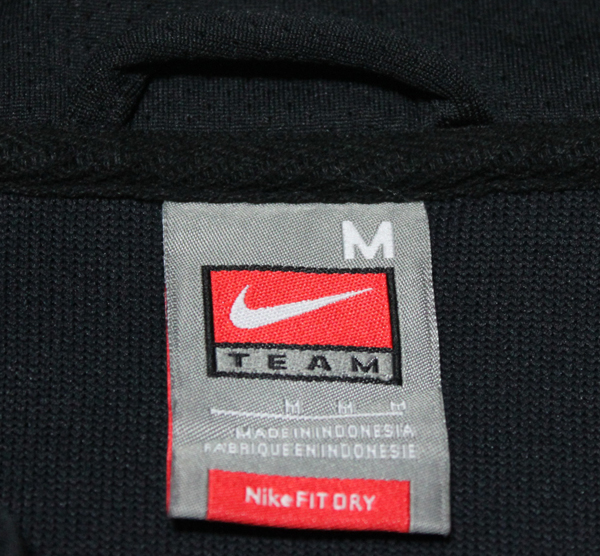 M
TEAM
M M M
MADE IN INDONESIA
FABRIQUE EN INDONESIE
Nike FIT DRY